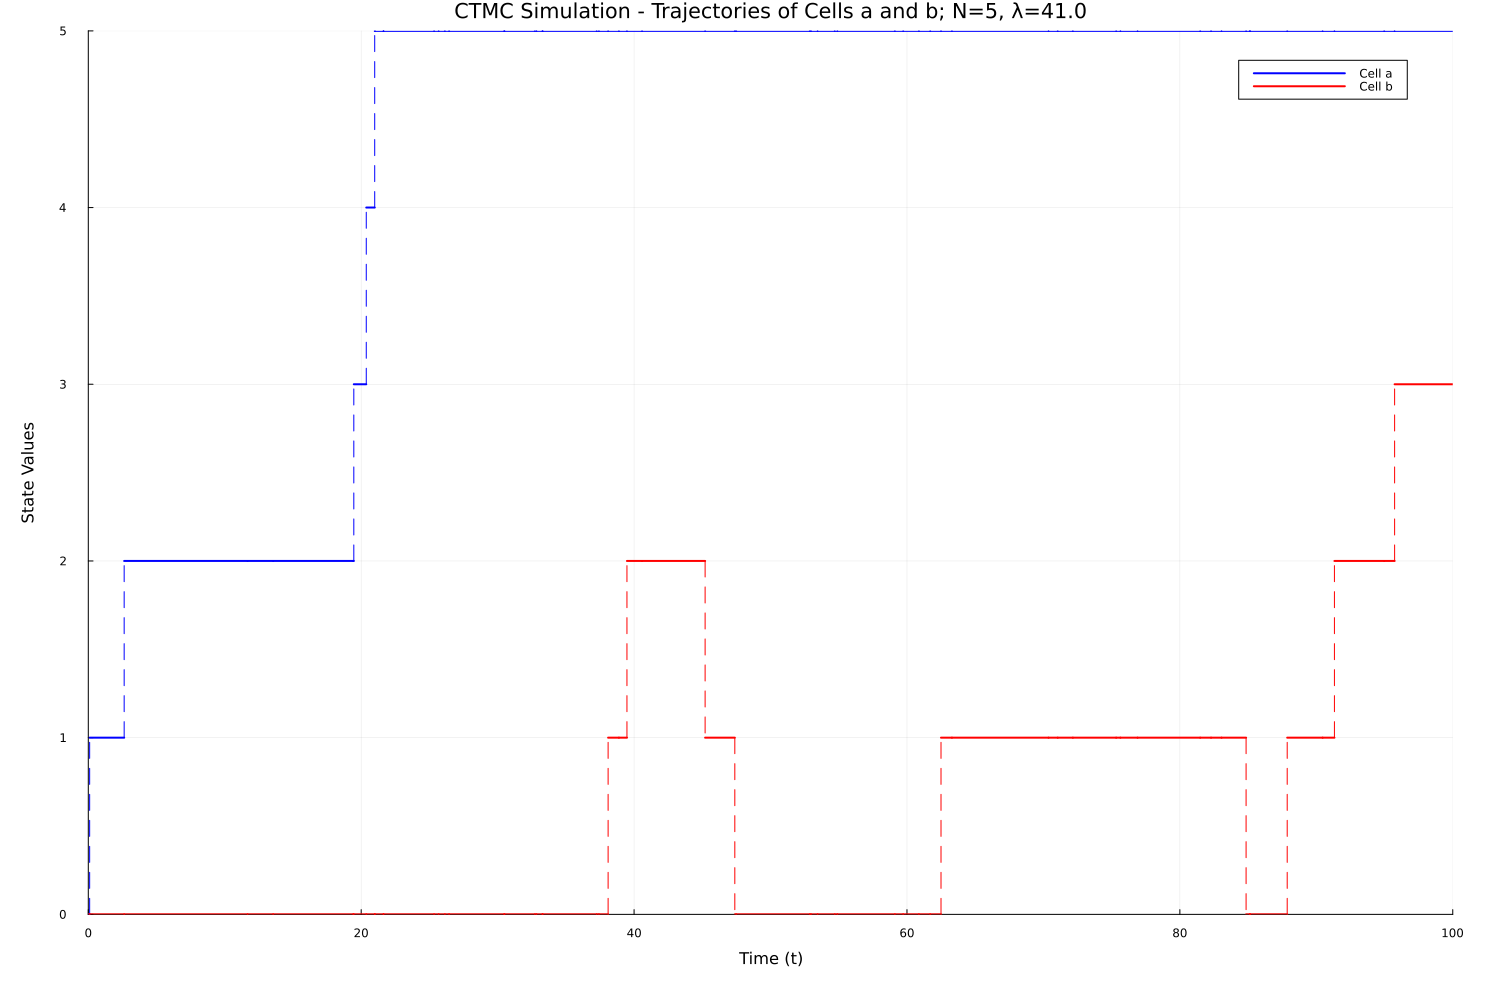 CTMC Simulation - Trajectories of Cells a and b; N=5, λ=41.0
5
Cell a
Cell b
4
3
State Values
2
1
0
0 20 40 60 80 100
Time (t)